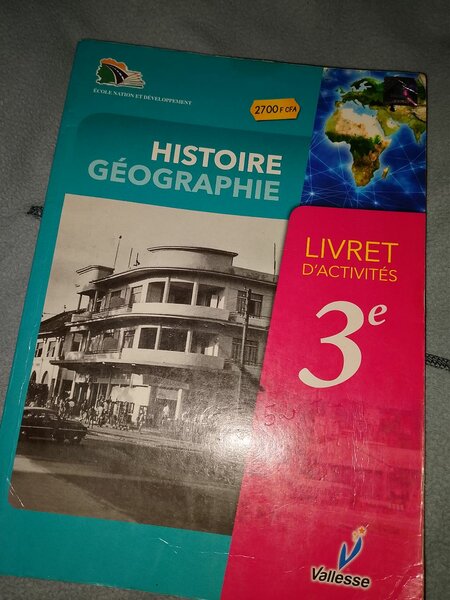 ÉCOLE NATION ET DÉVELOPPEMENT
2700 F CFA
HISTOIRE
GÉOGRAPHIE
LIVRET
D'ACTIVITÉS
3e
Vallesse